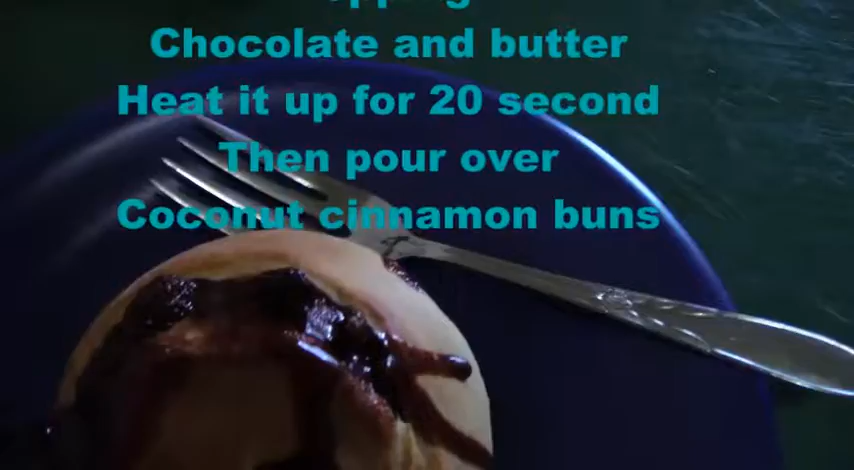 Chocolate and butter
Heat it up for 20 second
Then pour over
Coconut cinnamon buns